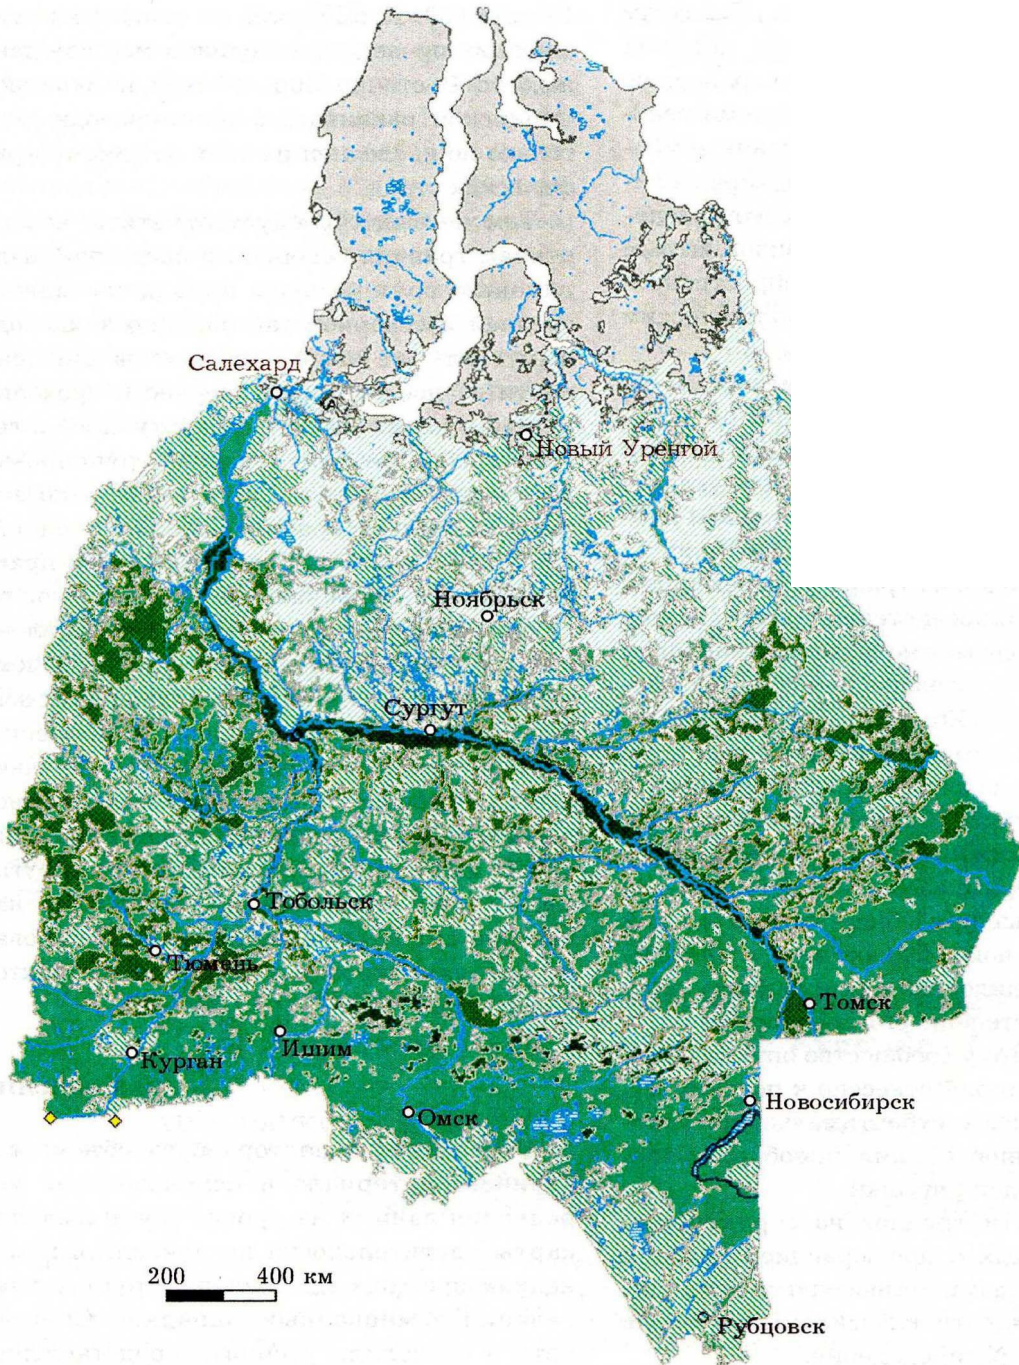 Салехард
Новый Уренгой
Ноябрьск
Сургут
Тобольск
Тюмень
Томск
Курган
Ишим
Омск
Новосибирск
200 400 км
Рубцовск